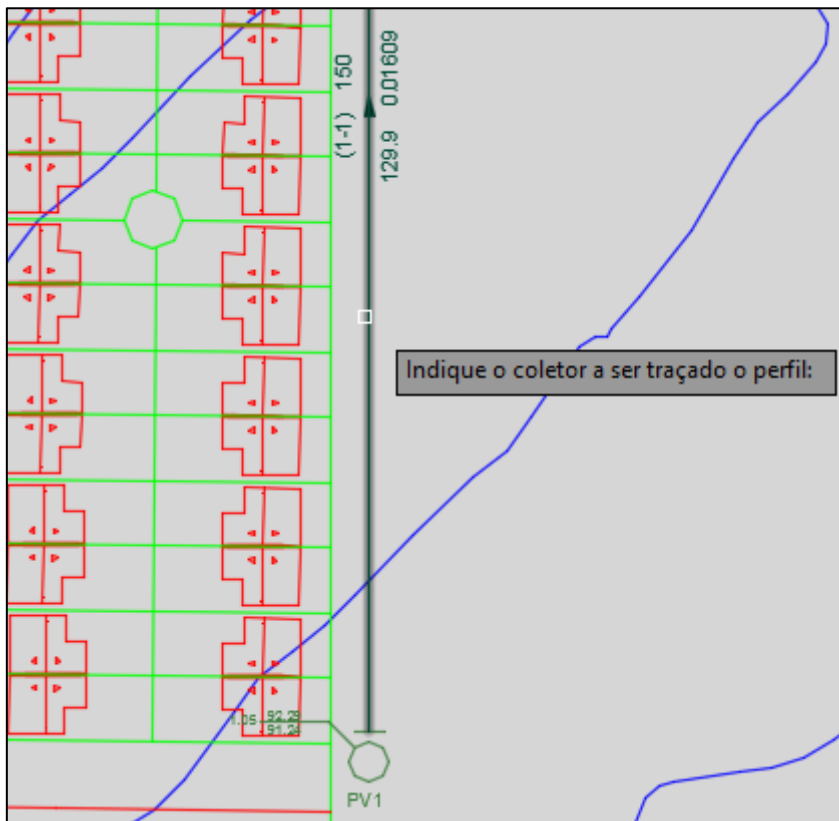 (1-1) 150
129.9 0.01609
Indique o coletor a ser traçado o perfil:
1.05 92.29
91.24
PV1